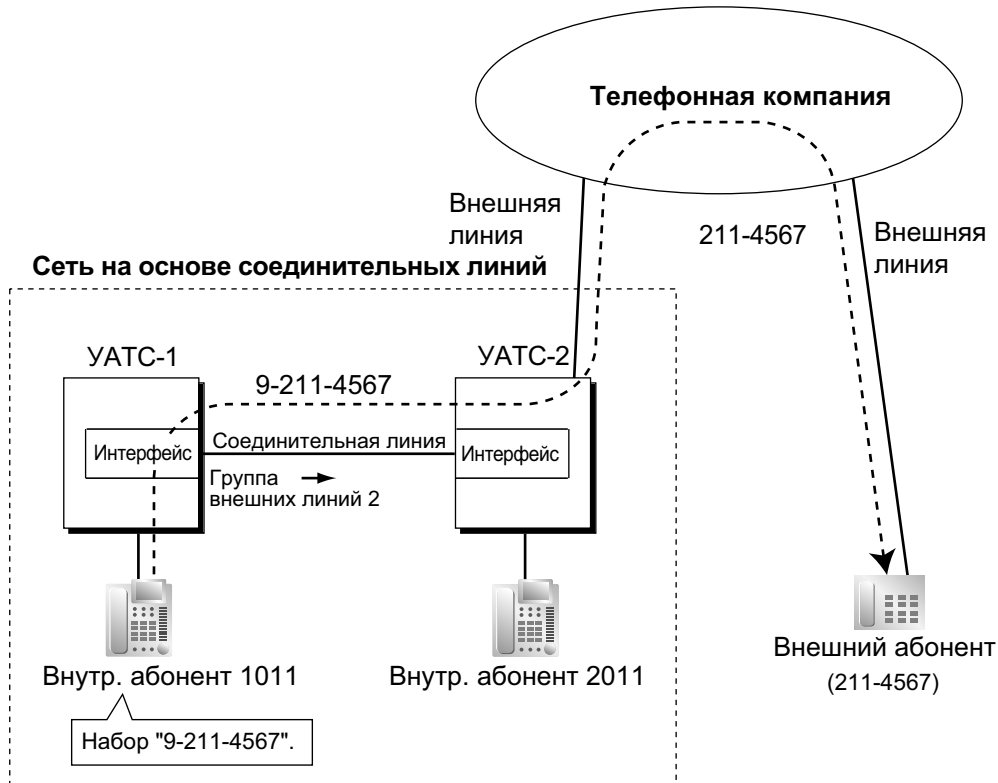 Телефонная компания
Внешняя
линия
211-4567
Внешняя
линия
Сеть на основе соединительных линий
УАТС-1
УАТС-2
9-211-4567
Интерфейс
Соединительная линия
Интерфейс
Группа
внешних линий 2
Внутр. абонент 1011
Внутр. абонент 2011
Внешний абонент
(211-4567)
Набор "9-211-4567".